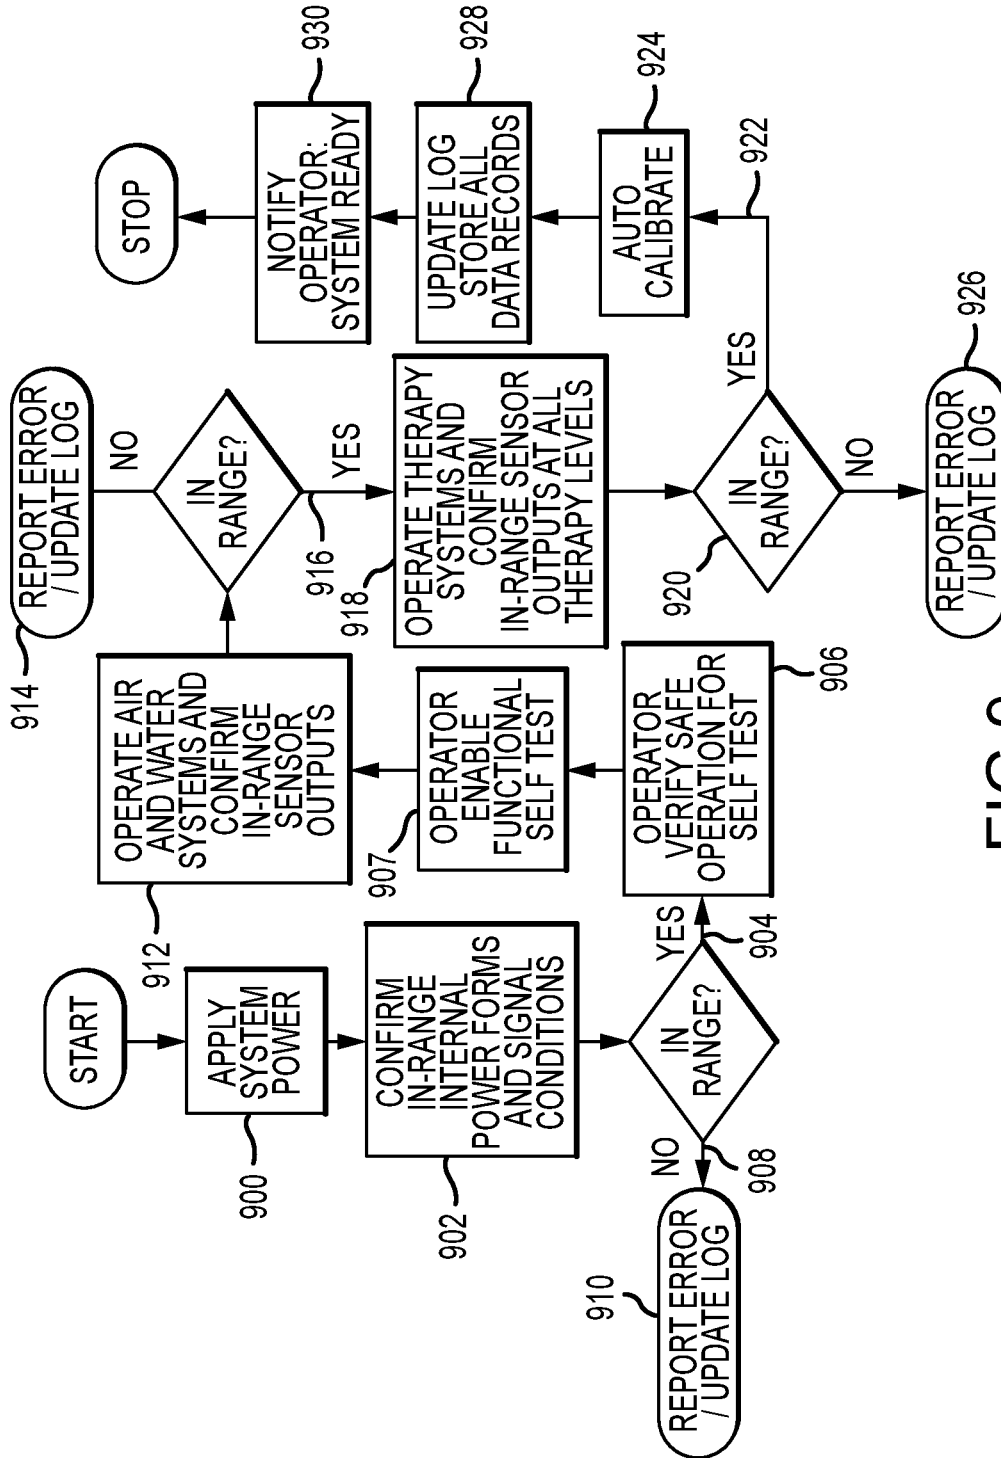 START
APPLY
SYSTEM
POWER
900
CONFIRM
IN-RANGE
INTERNAL
POWER FORMS
AND SIGNAL
CONDITIONS
902
IN
RANGE?
NO
908
REPORT ERROR
/ UPDATE LOG
910
YES
904
OPERATOR
VERIFY SAFE
OPERATION FOR
SELF TEST
906
OPERATOR
ENABLE
FUNCTIONAL
SELF TEST
907
OPERATE AIR
AND WATER
SYSTEMS AND
CONFIRM
IN-RANGE
SENSOR
OUTPUTS
912
IN
RANGE?
NO
REPORT ERROR
/ UPDATE LOG
914
YES
916
OPERATE THERAPY
SYSTEMS AND
CONFIRM
IN-RANGE SENSOR
OUTPUTS AT ALL
THERAPY LEVELS
918
IN
RANGE?
920
NO
REPORT ERROR
/ UPDATE LOG
926
YES
922
AUTO
CALIBRATE
924
UPDATE LOG
STORE ALL
DATA RECORDS
928
NOTIFY
OPERATOR:
SYSTEM READY
930
STOP